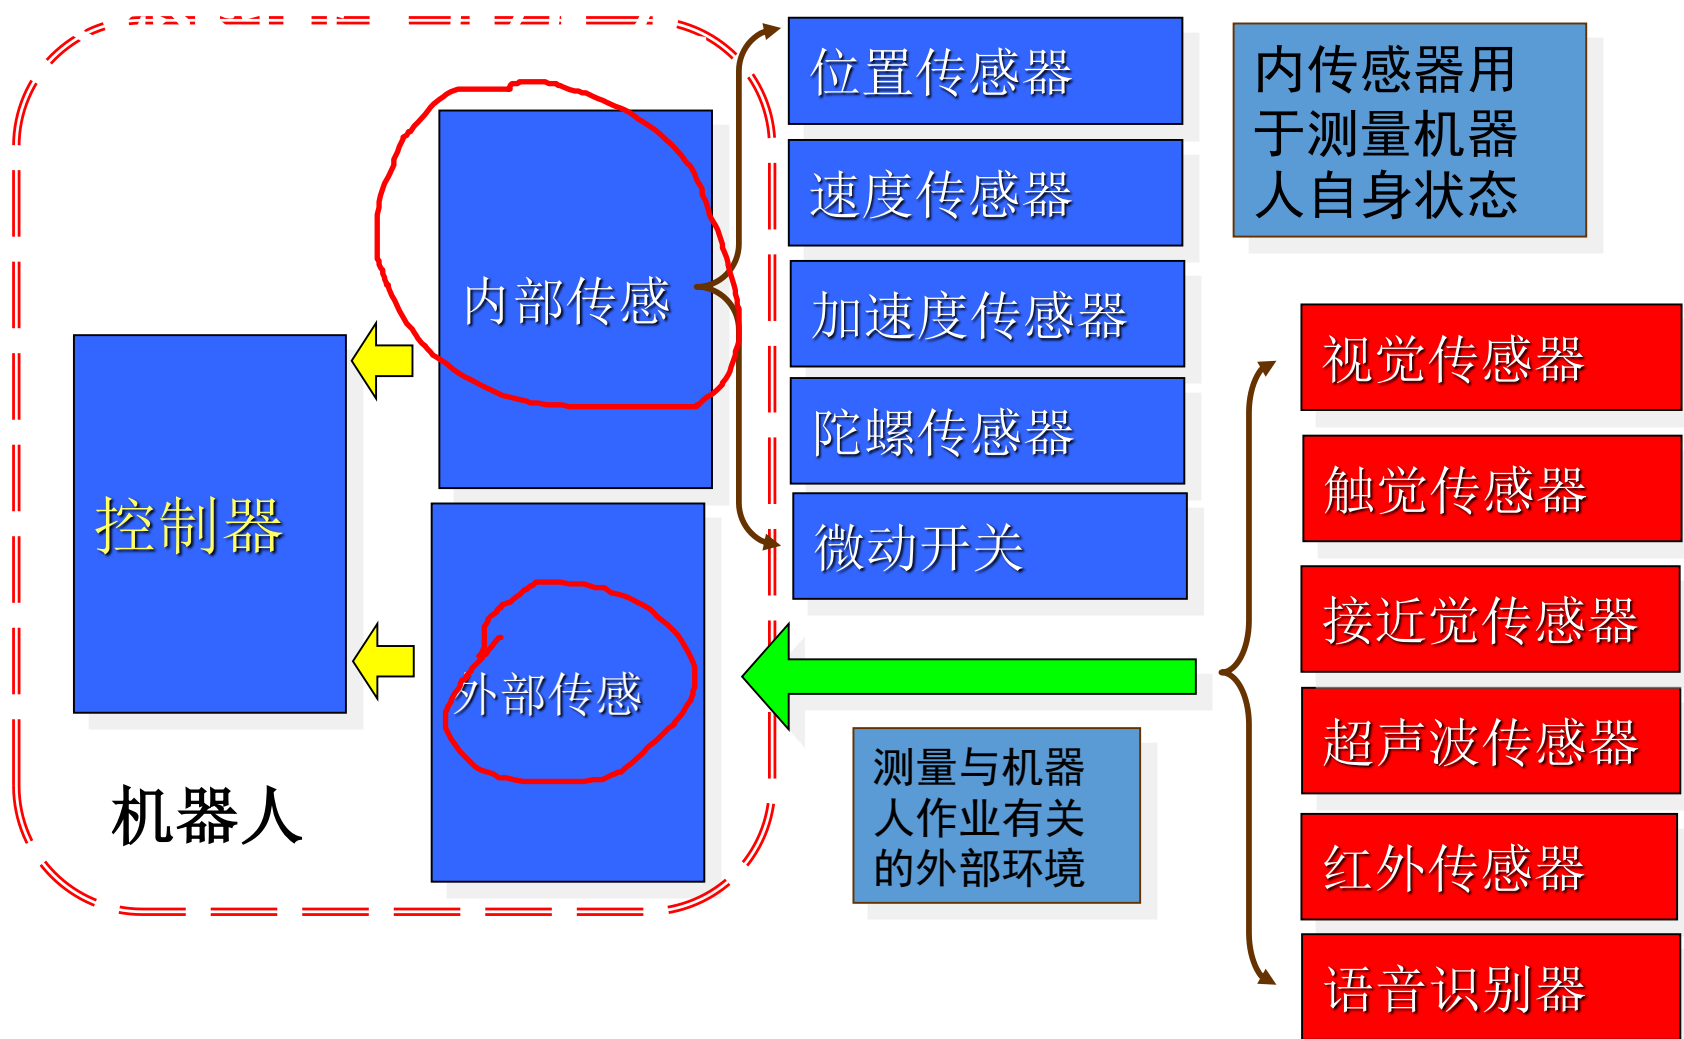 位置传感器
速度传感器
加速度传感器
陀螺传感器
微动开关
内传感器用
于测量机器
人自身状态
内部传感
控制器
外部传感
机器人
测量与机器
人作业有关
的外部环境
视觉传感器
触觉传感器
接近觉传感器
超声波传感器
红外传感器
语音识别器